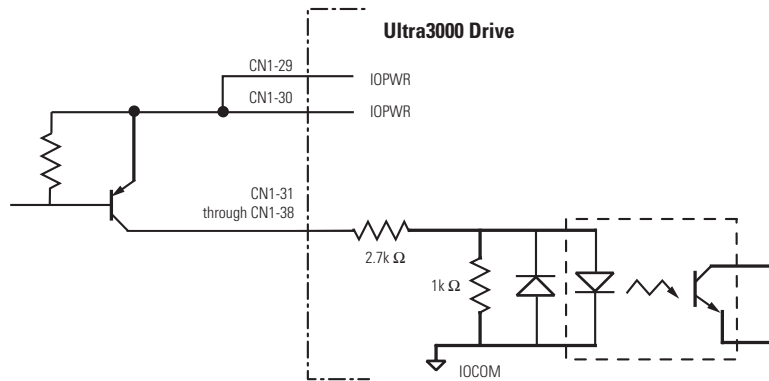 Ultra3000 Drive
CN1-29
IOPWR
CN1-30
IOPWR
CN1-31
through CN1-38
2.7k Ω
1k Ω
IOCOM